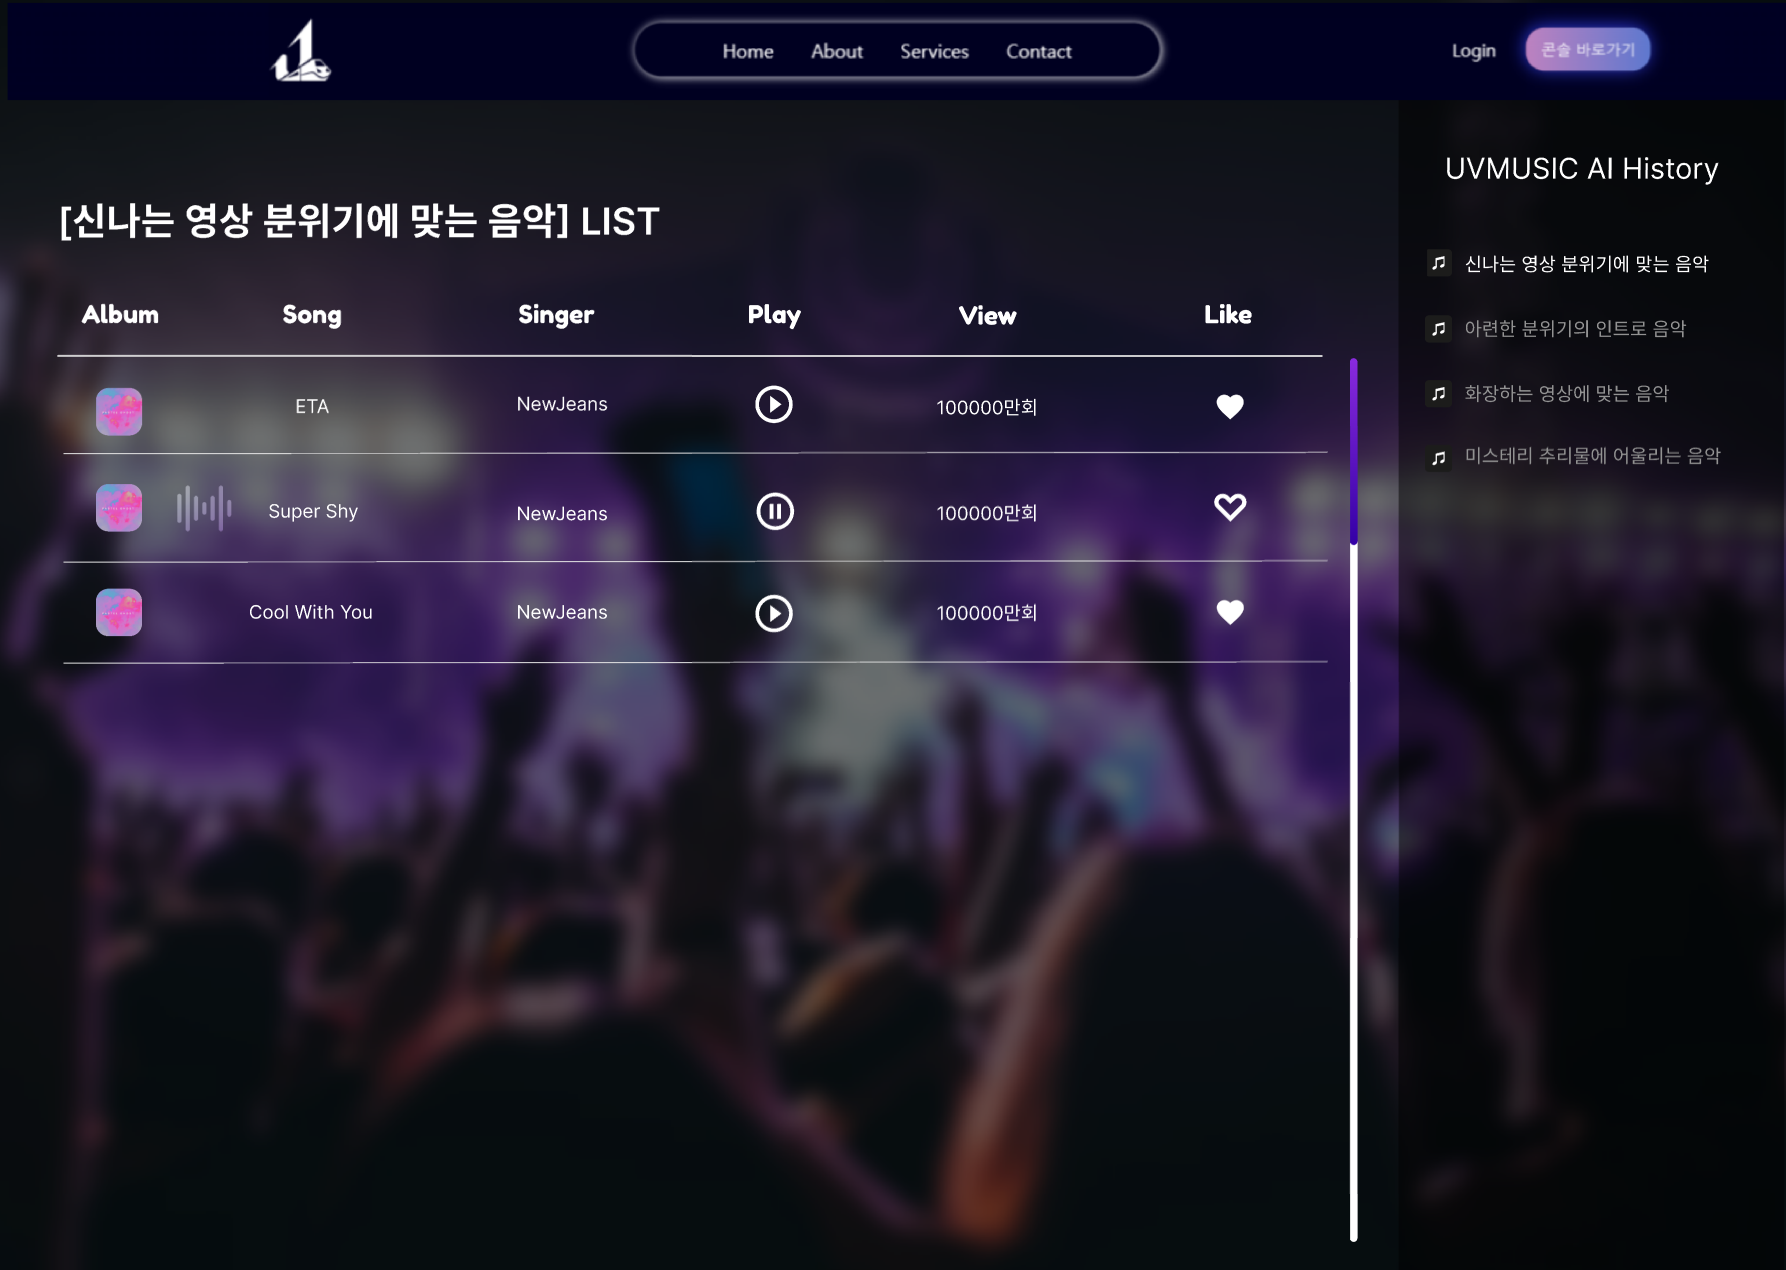 Home About Services Contact
Login 콘솔 바로가기
UVMUSIC AI History
신나는 영상 분위기에 맞는 음악
아련한 분위기의 인트로 음악
화장하는 영상에 맞는 음악
미스테리 추리물에 어울리는 음악
[신나는 영상 분위기에 맞는 음악] LIST
Album Song Singer Play View Like
ETA NewJeans 100000만회
Super Shy NewJeans 100000만회
Cool With You NewJeans 100000만회